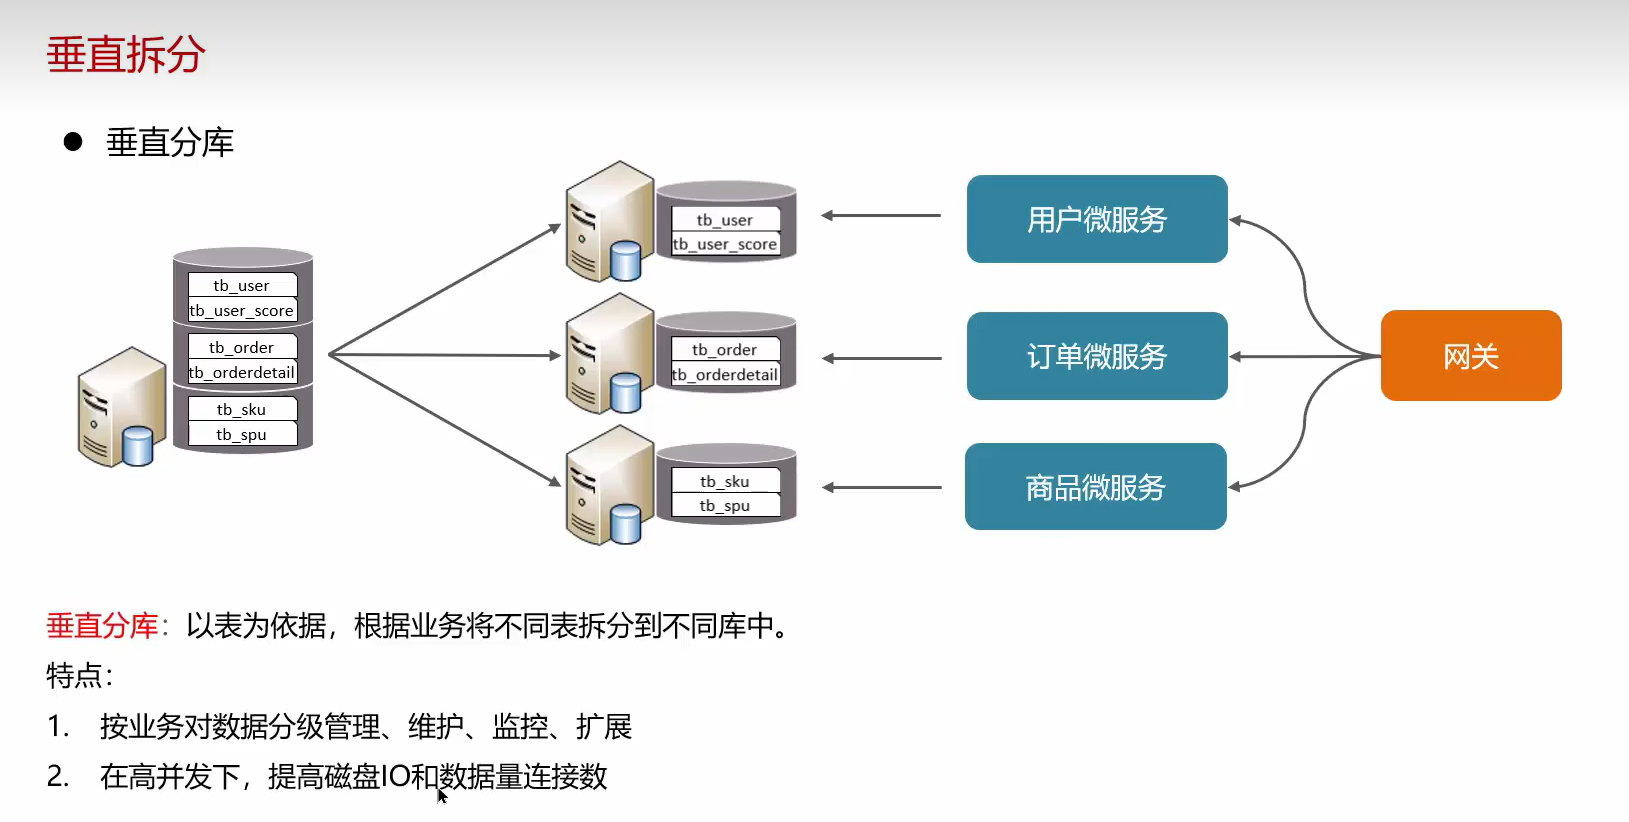 垂直拆分
● 垂直分库
tb_user
tb_user_score
tb_order
tb_orderdetail
tb_sku
tb_spu
tb_user
tb_user_score
tb_order
tb_orderdetail
tb_sku
tb_spu
用户微服务
订单微服务
商品微服务
网关
垂直分库：以表为依据，根据业务将不同表拆分到不同库中。
特点：
1. 按业务对数据分级管理、维护、监控、扩展
2. 在高并发下，提高磁盘IO和数据量连接数